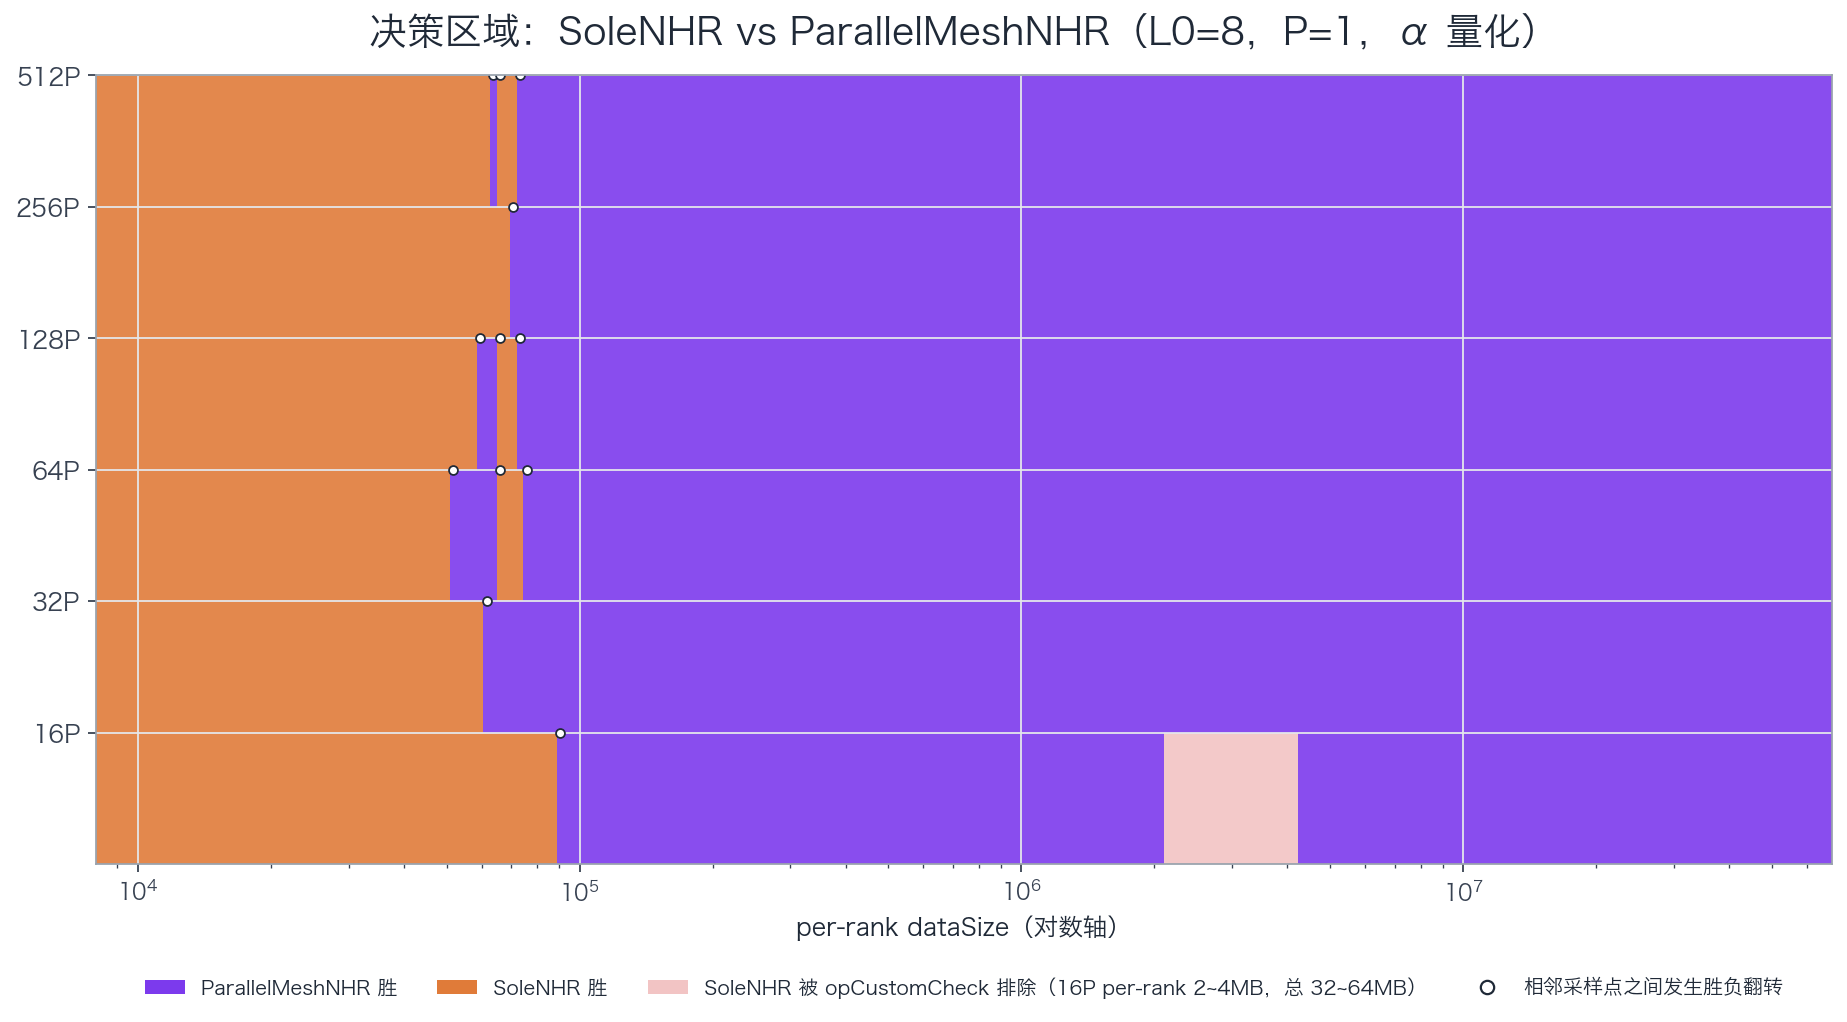 决策区域：SoleNHR vs ParallelMeshNHR（L0=8，P=1， α 量化）
512P
256P
128P
64P
32P
16P
10⁴
10⁵
10⁶
10⁷
per-rank dataSize（对数轴）
ParallelMeshNHR 胜
SoleNHR 胜
SoleNHR 被 opCustomCheck 排除（16P per-rank 2~4MB，总 32~64MB）
相邻采样点之间发生胜负翻转